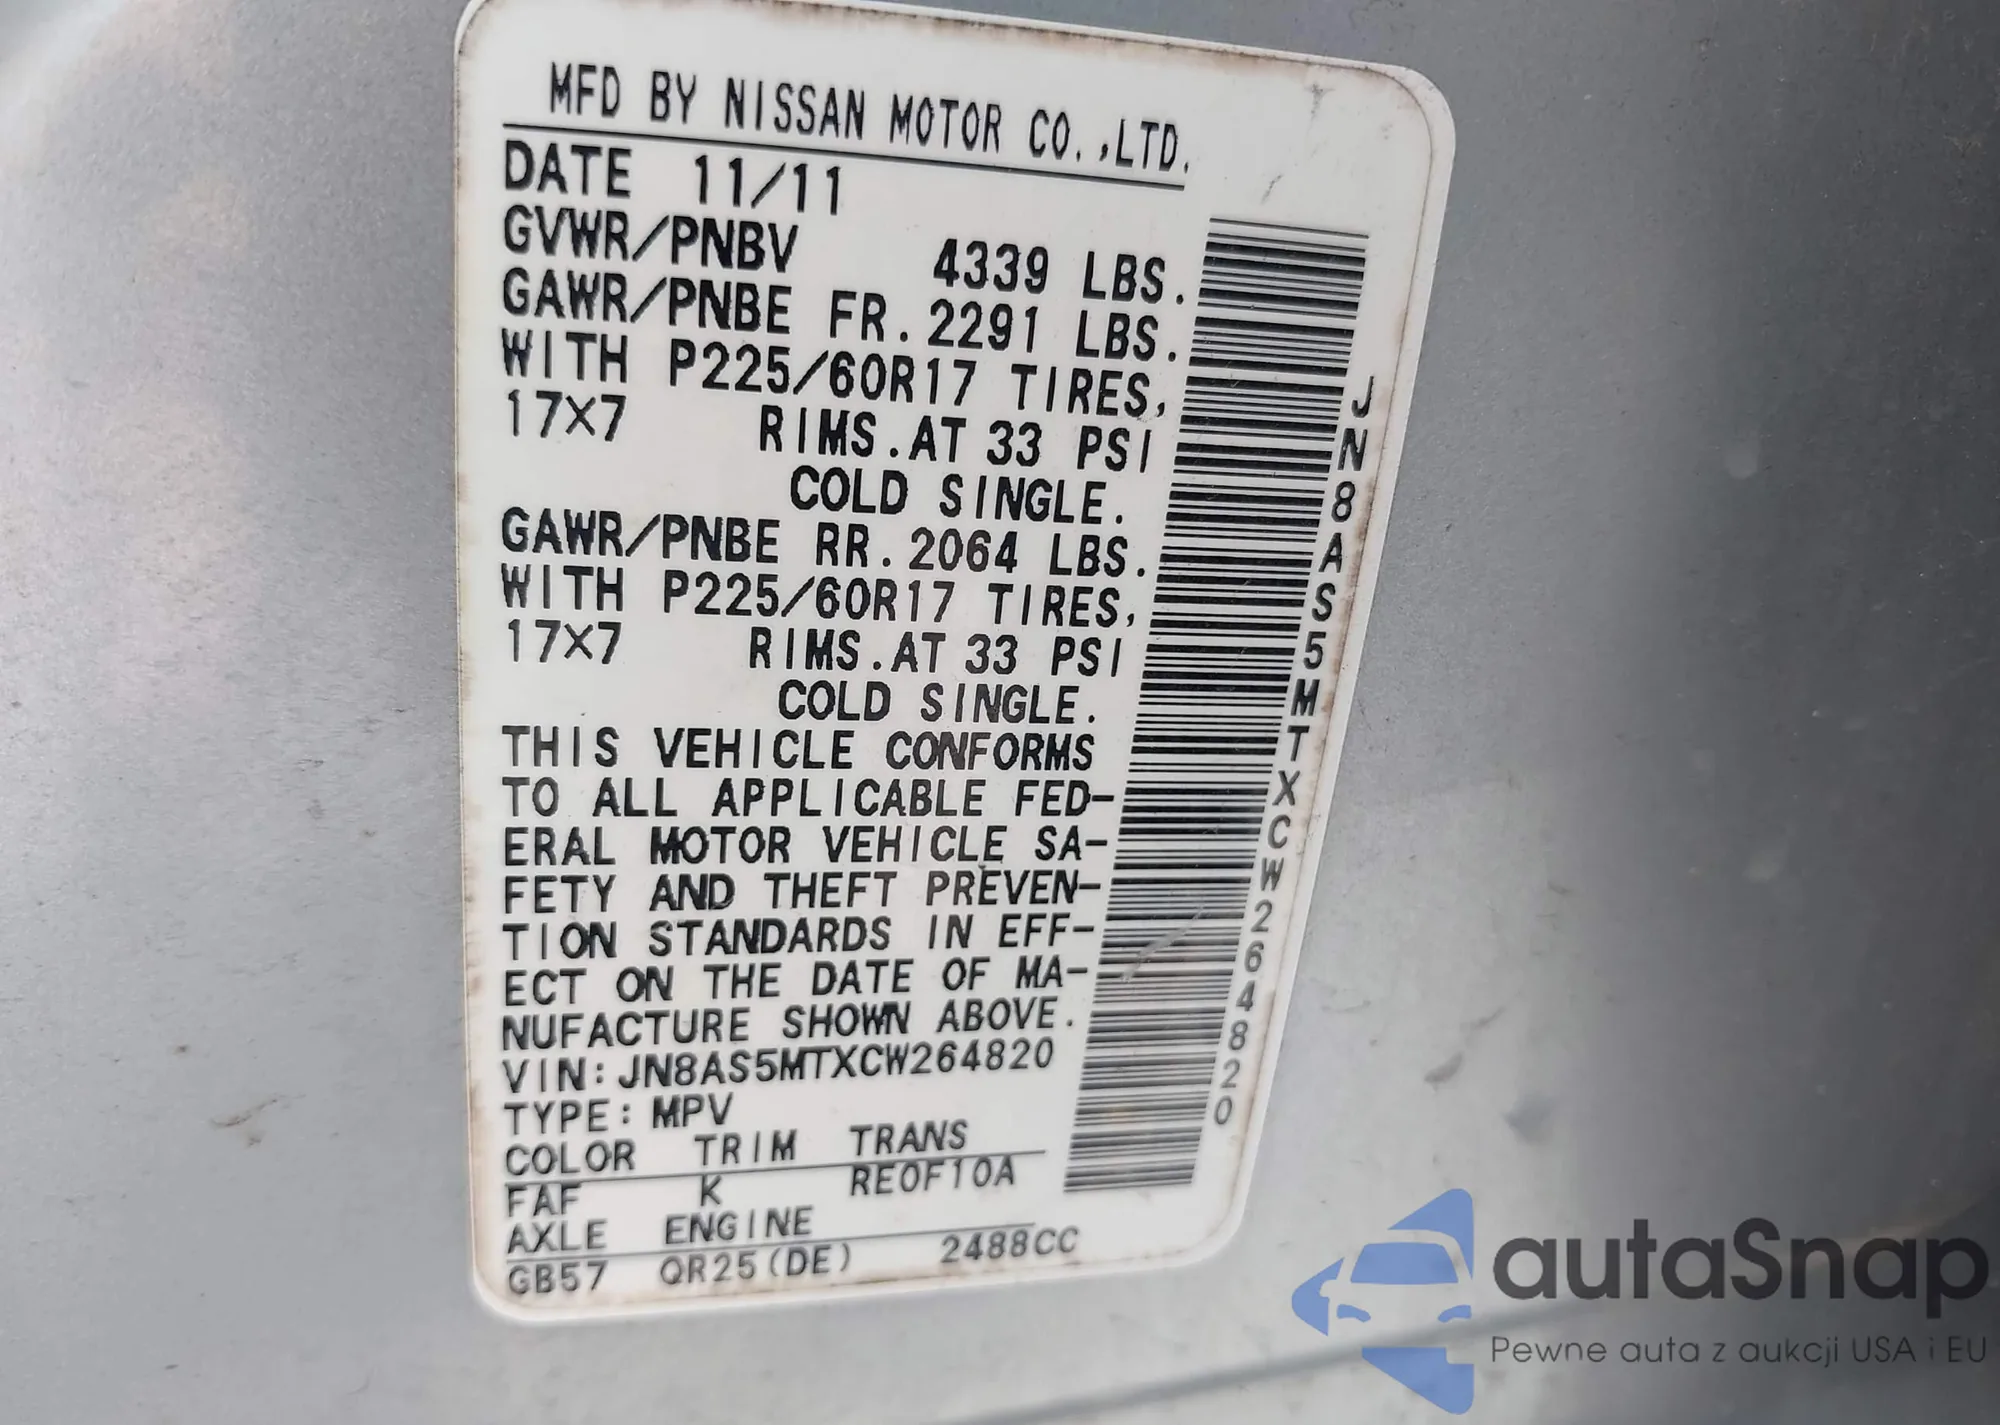 MFD BY NISSAN MOTOR CO.,LTD.
DATE 11/11
GVWR/PNBV 4339 LBS.
GAWR/PNBE FR.2291 LBS.
WITH P225/60R17 TIRES,
17X7 RIMS.AT 33 PSI
COLD SINGLE.
GAWR/PNBE RR.2064 LBS.
WITH P225/60R17 TIRES,
17X7 RIMS.AT 33 PSI
COLD SINGLE.
THIS VEHICLE CONFORMS
TO ALL APPLICABLE FED-
ERAL MOTOR VEHICLE SA-
FETY AND THEFT PREVEN-
TION STANDARDS IN EFF-
ECT ON THE DATE OF MA-
NUFACTURE SHOWN ABOVE.
VIN:JN8AS5MTXCW264820
TYPE:MPV
COLOR TRIM TRANS
FAF K RE0F10A
AXLE ENGINE
GB57 QR25(DE) 2488CC
JN8AS5MTXCW264820
autaSnap
Pewne auta z aukcji USA i EU